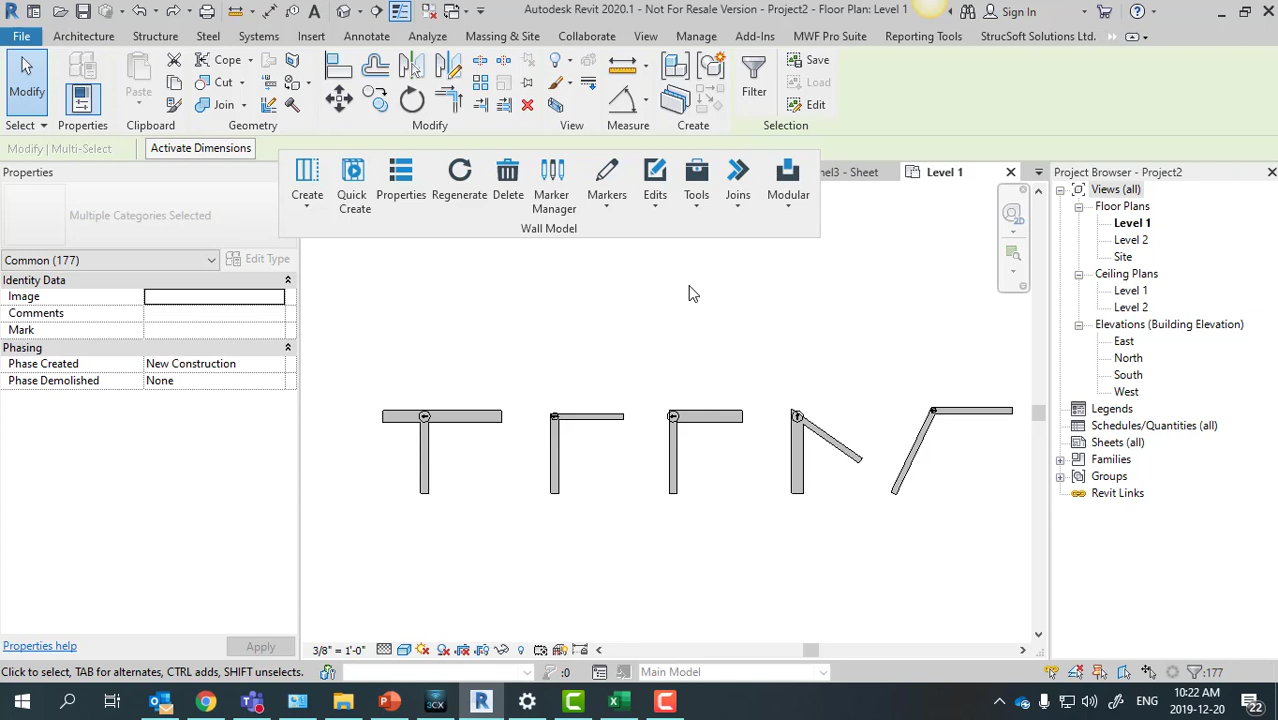 Autodesk Revit 2020.1 - Not For Resale Version - Project2 - Floor Plan: Level 1
Sign In
File Architecture Structure Steel Systems Insert Annotate Analyze Massing & Site Collaborate View Manage Add-Ins MWF Pro Suite Reporting Tools StrucSoft Solutions Ltd.
Modify
Paste
Cope
Cut
Join
Filter
Save
Load
Edit
Select Properties Clipboard Geometry Modify View Measure Create Selection
Modify | Multi-Select Activate Dimensions
Create
Quick Create
Properties
Regenerate
Delete
Marker Manager
Markers
Edits
Tools
Joins
Modular
Wall Model
nel3 - Sheet
Level 1
Properties
Multiple Categories Selected
Common (177) Edit Type
Identity Data
Image
Comments
Mark
Phasing
Phase Created New Construction
Phase Demolished None
Properties help Apply
Project Browser - Project2
Views (all)
Floor Plans
Level 1
Level 2
Site
Ceiling Plans
Level 1
Level 2
Elevations (Building Elevation)
East
North
South
West
Legends
Schedules/Quantities (all)
Sheets (all)
Families
Groups
Revit Links
3/8" = 1'-0"
Click to select, TAB for alternates, CTRL adds, SHIFT unselects. :0 Main Model :177
ENG
10:22 AM
2019-12-20
22